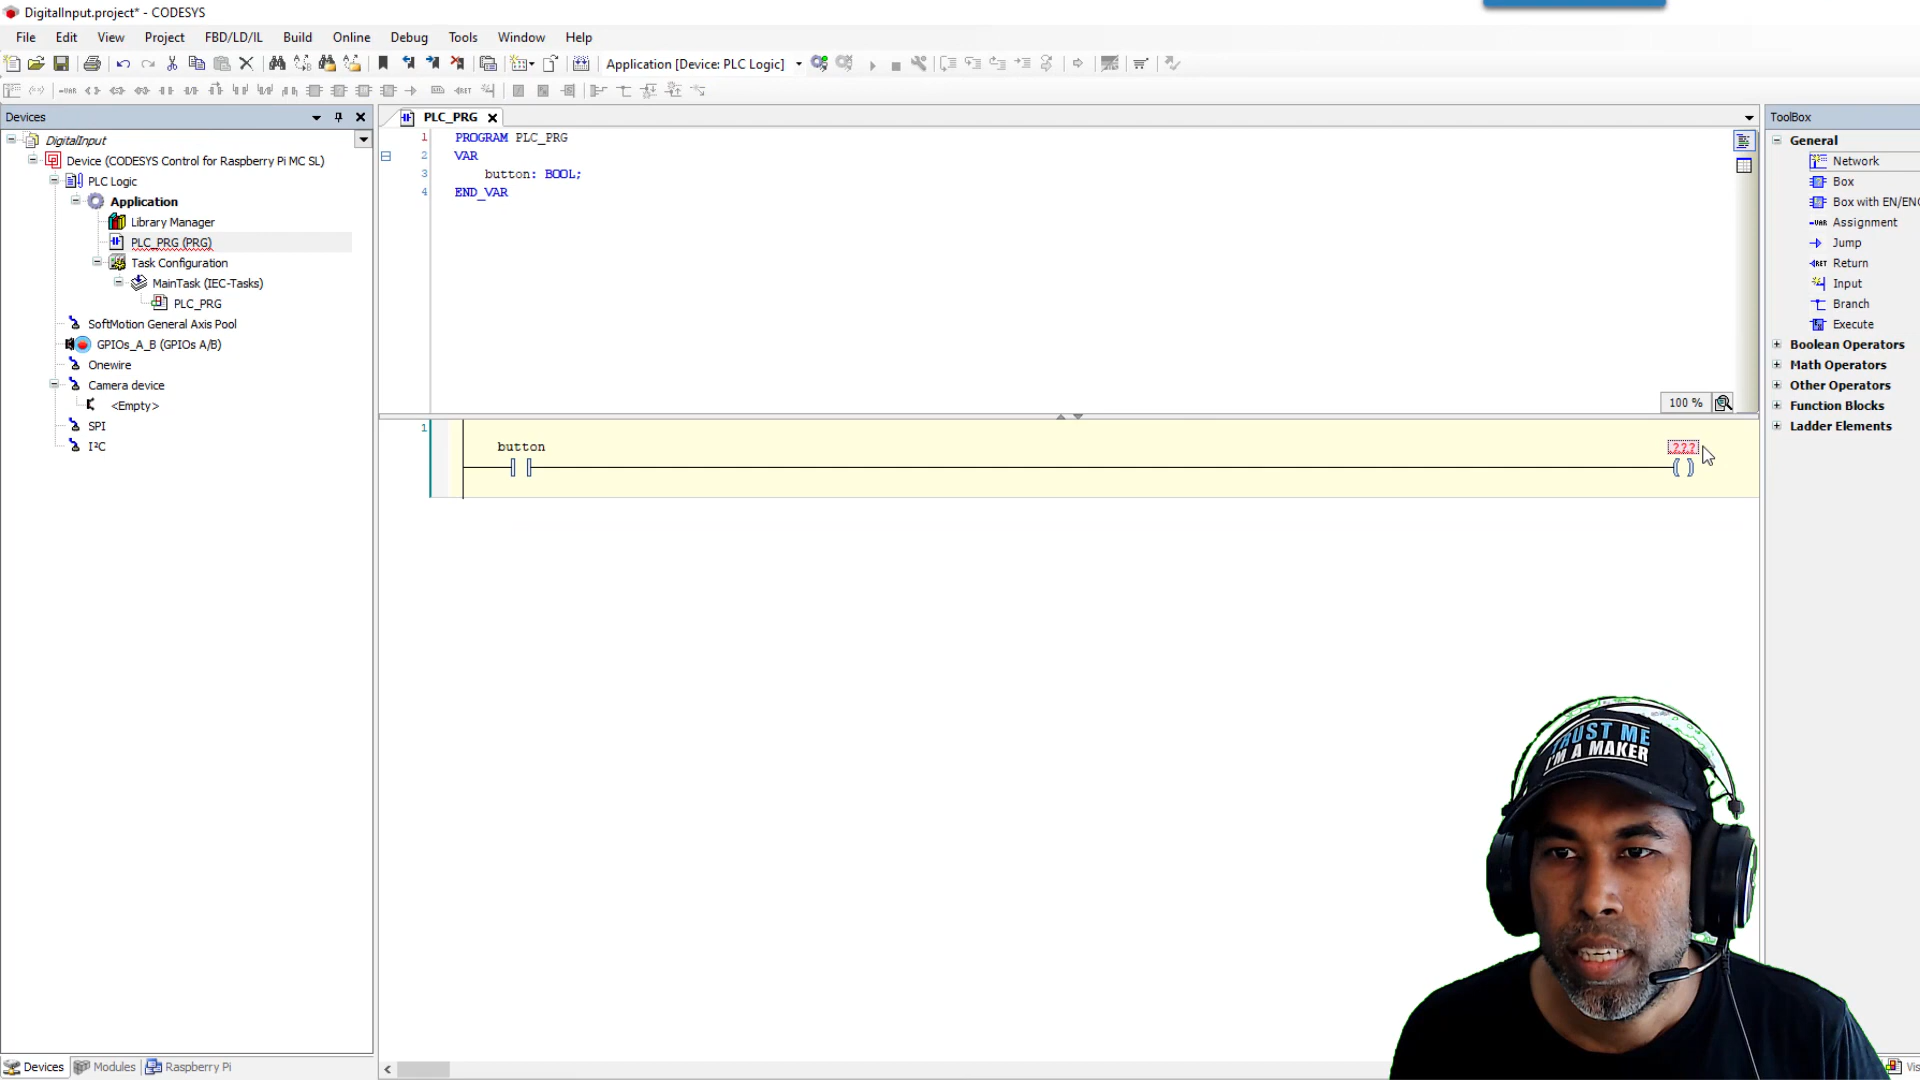 DigitalInput.project* - CODESYS
File Edit View Project FBD/LD/IL Build Online Debug Tools Window Help
Application [Device: PLC Logic]
Devices
DigitalInput
Device (CODESYS Control for Raspberry Pi MC SL)
PLC Logic
Application
Library Manager
PLC_PRG (PRG)
Task Configuration
MainTask (IEC-Tasks)
PLC_PRG
SoftMotion General Axis Pool
GPIOs_A_B (GPIOs A/B)
Onewire
Camera device
<Empty>
SPI
I²C
Devices Modules Raspberry Pi
PLC_PRG
1 PROGRAM PLC_PRG
2 VAR
3 button: BOOL;
4 END_VAR
100 %
1
button
???
ToolBox
General
Network
Box
Box with EN/EN
Assignment
Jump
Return
Input
Branch
Execute
Boolean Operators
Math Operators
Other Operators
Function Blocks
Ladder Elements
Vis
TRUST ME
I'M A MAKER